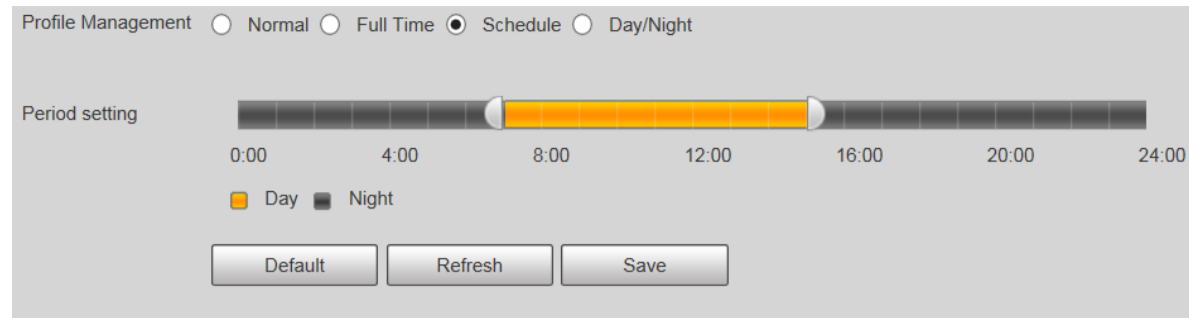 Profile Management Normal Full Time Schedule Day/Night
Period setting
0:00 4:00 8:00 12:00 16:00 20:00 24:00
Day Night
Default Refresh Save